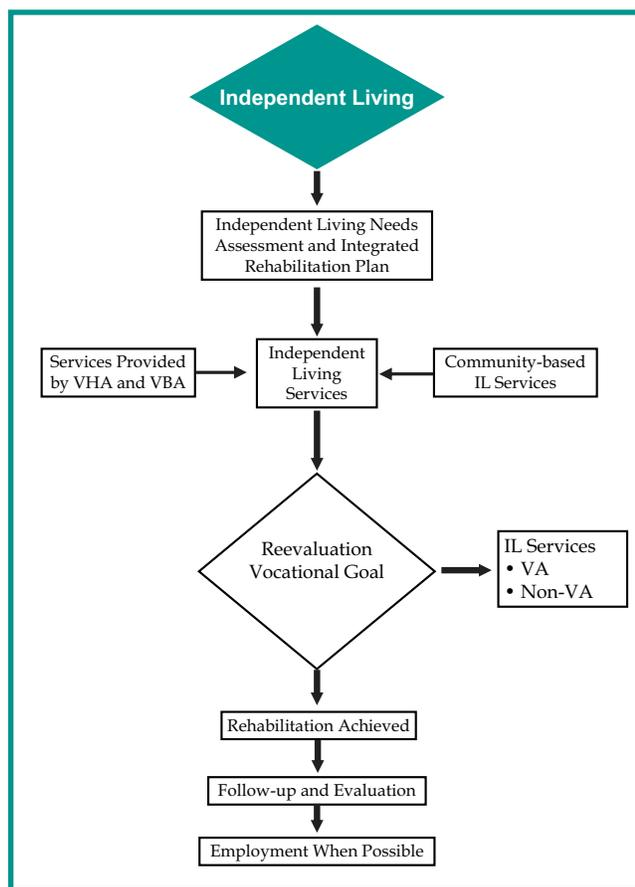 Independent Living
Independent Living Needs
Assessment and Integrated
Rehabilitation Plan
Services Provided
by VHA and VBA
Independent
Living
Services
Community-based
IL Services
Reevaluation
Vocational Goal
IL Services
• VA
• Non-VA
Rehabilitation Achieved
Follow-up and Evaluation
Employment When Possible